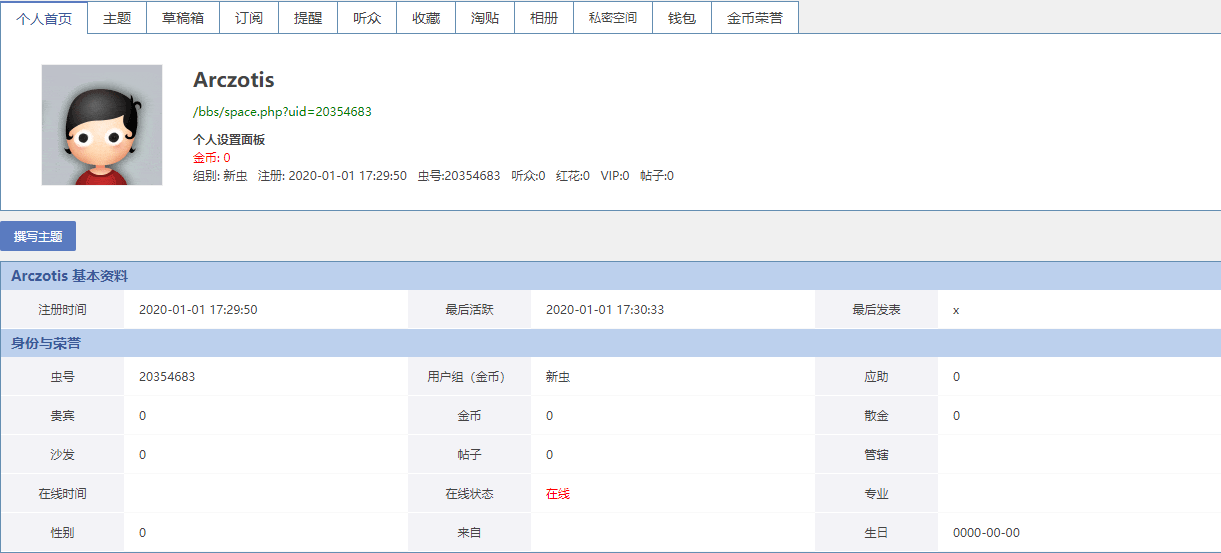 个人首页 主题 草稿箱 订阅 提醒 听众 收藏 淘贴 相册 私密空间 钱包 金币荣誉
Arczotis
/bbs/space.php?uid=20354683
个人设置面板
金币: 0
组别: 新虫 注册: 2020-01-01 17:29:50 虫号:20354683 听众:0 红花:0 VIP:0 帖子:0
撰写主题
Arczotis 基本资料
注册时间 2020-01-01 17:29:50 最后活跃 2020-01-01 17:30:33 最后发表 x
身份与荣誉
虫号 20354683 用户组（金币） 新虫 应助 0
贵宾 0 金币 0 散金 0
沙发 0 帖子 0 管辖
在线时间 在线状态 在线 专业
性别 0 来自 生日 0000-00-00